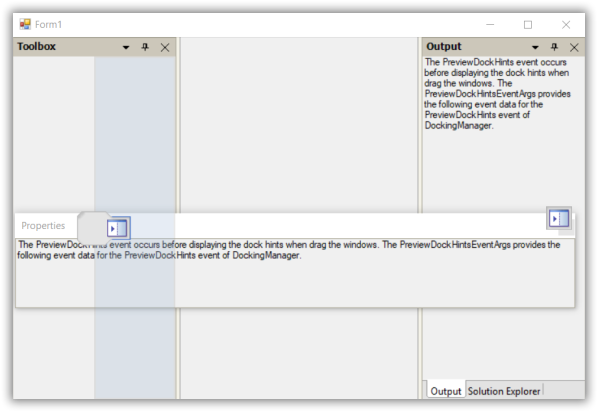 Form1
Toolbox
Output
The PreviewDockHints event occurs
before displaying the dock hints when
drag the windows. The
PreviewDockHintsEventArgs provides
the following event data for the
PreviewDockHints event of
DockingManager.
Properties
The PreviewDockHints event occurs before displaying the dock hints when drag the windows. The PreviewDockHintsEventArgs provides the
following event data for the PreviewDockHints event of DockingManager.
Output Solution Explorer